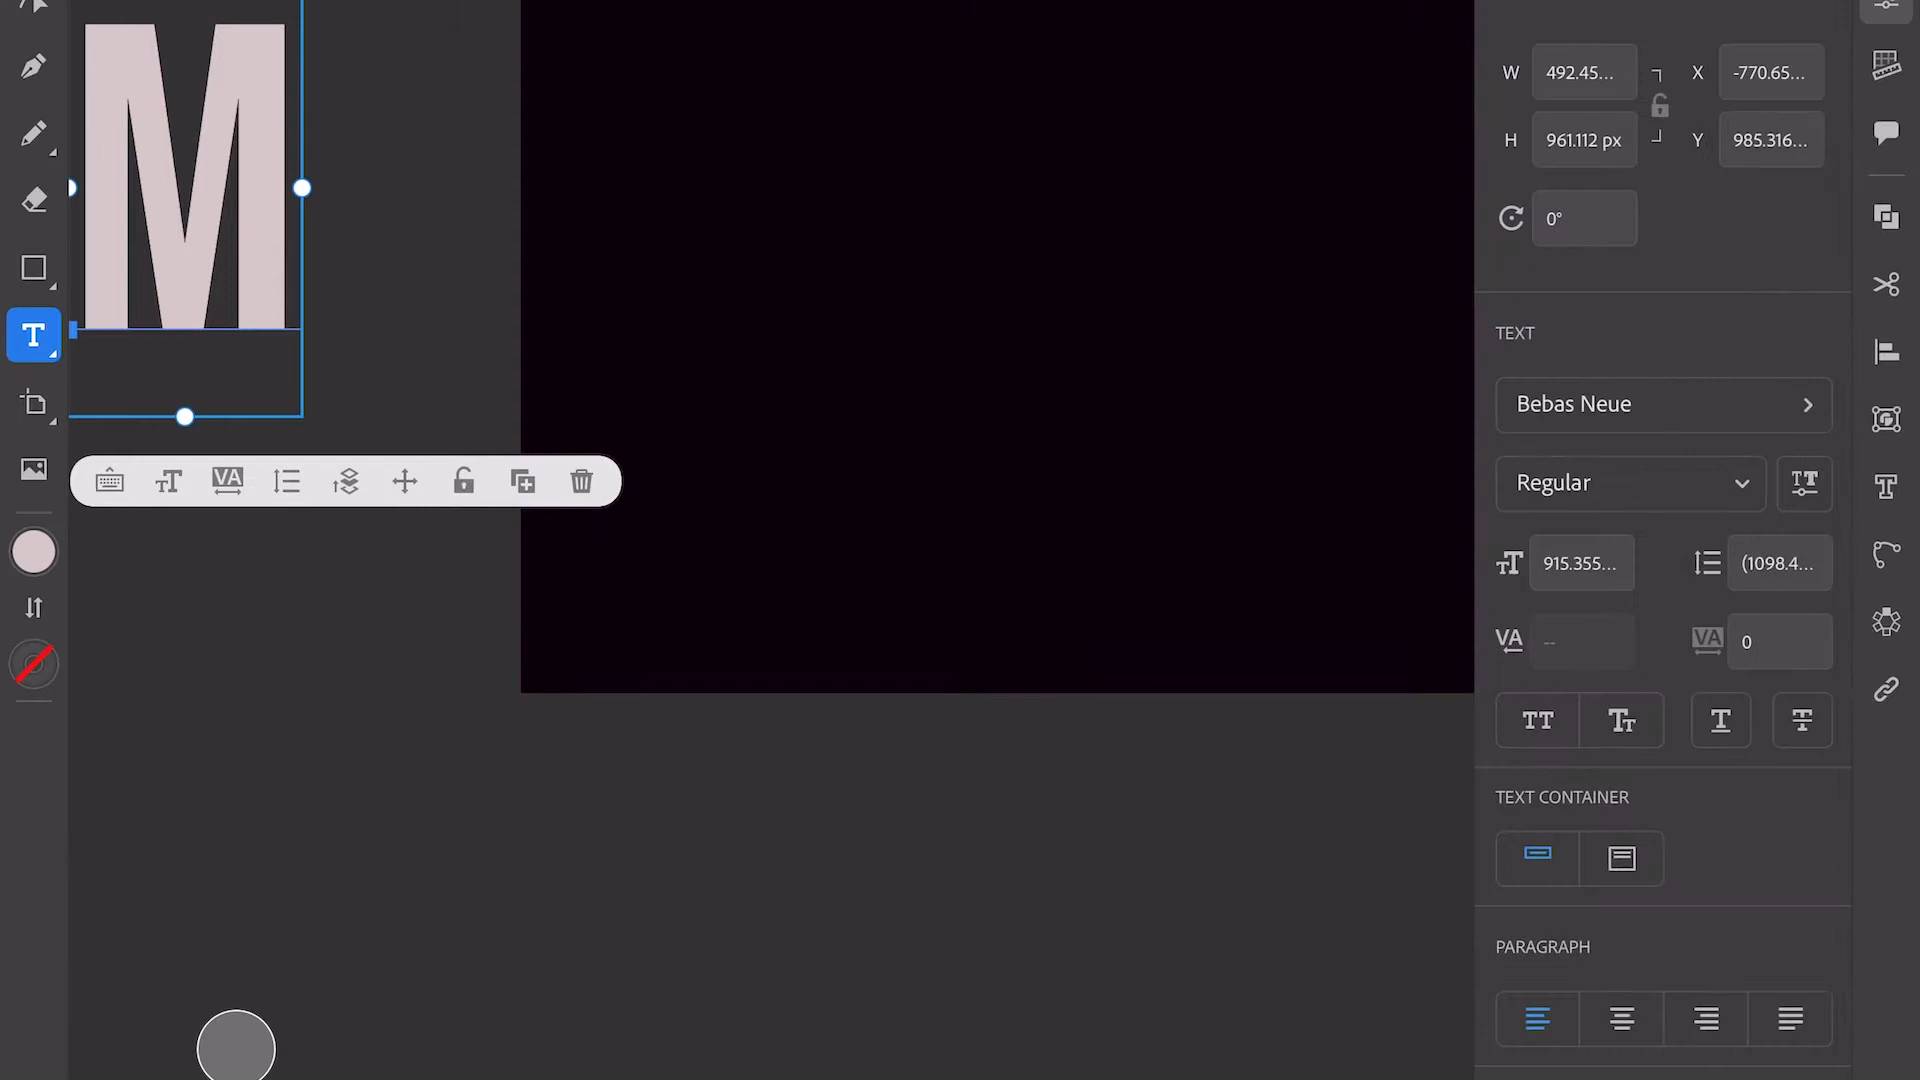 M
W 492.45... X -770.65...
H 961.112 px Y 985.316...
0°
TEXT
Bebas Neue
Regular
915.355... (1098.4...
VA -- VA 0
TT Tт T T
TEXT CONTAINER
PARAGRAPH
T
VA